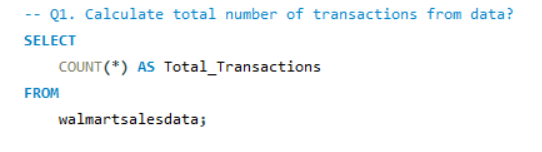 -- Q1. Calculate total number of transactions from data?
SELECT
COUNT(*) AS Total_Transactions
FROM
walmartsalesdata;